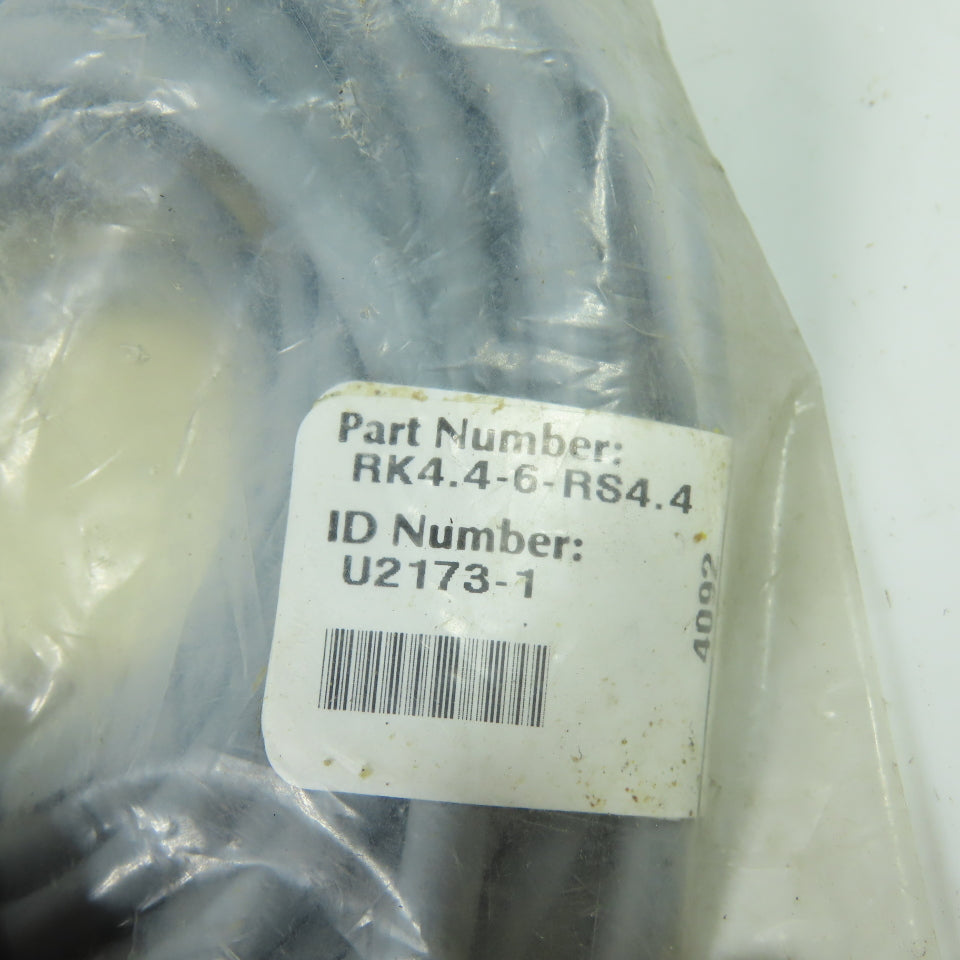 Part Number:
RK4.4-6-RS4.4
ID Number:
U2173-1
4092